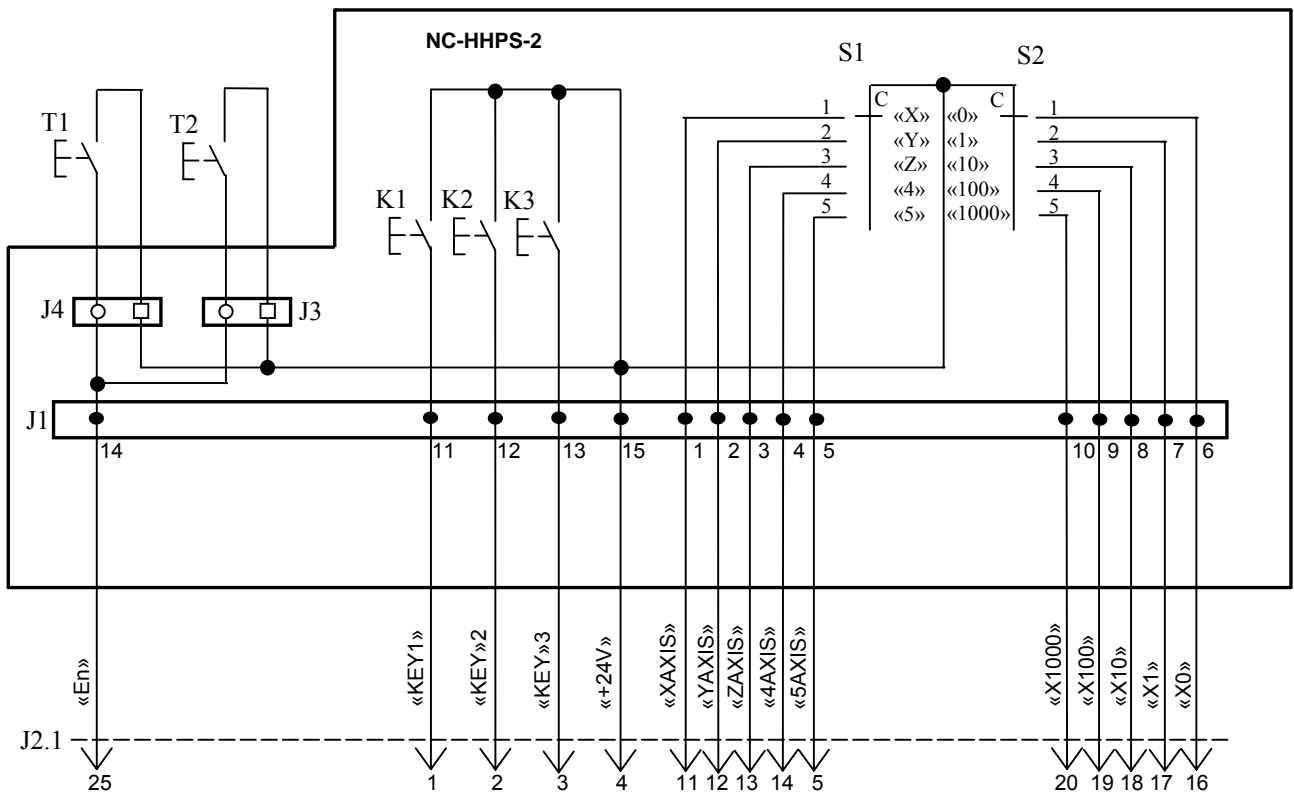 NC-HHPS-2
S1 S2
T1 T2
1 C «X» «0» C 1
2 «Y» «1» 2
3 «Z» «10» 3
4 «4» «100» 4
5 «5» «1000» 5
K1 K2 K3
J4 J3
J1
14 11 12 13 15 1 2 3 4 5 10 9 8 7 6
«En»
«KEY1»
«KEY»2
«KEY»3
«+24V»
«XAXIS»
«YAXIS»
«ZAXIS»
«4AXIS»
«5AXIS»
«X1000»
«X100»
«X10»
«X1»
«X0»
J2.1
25 1 2 3 4 11 12 13 14 5 20 19 18 17 16